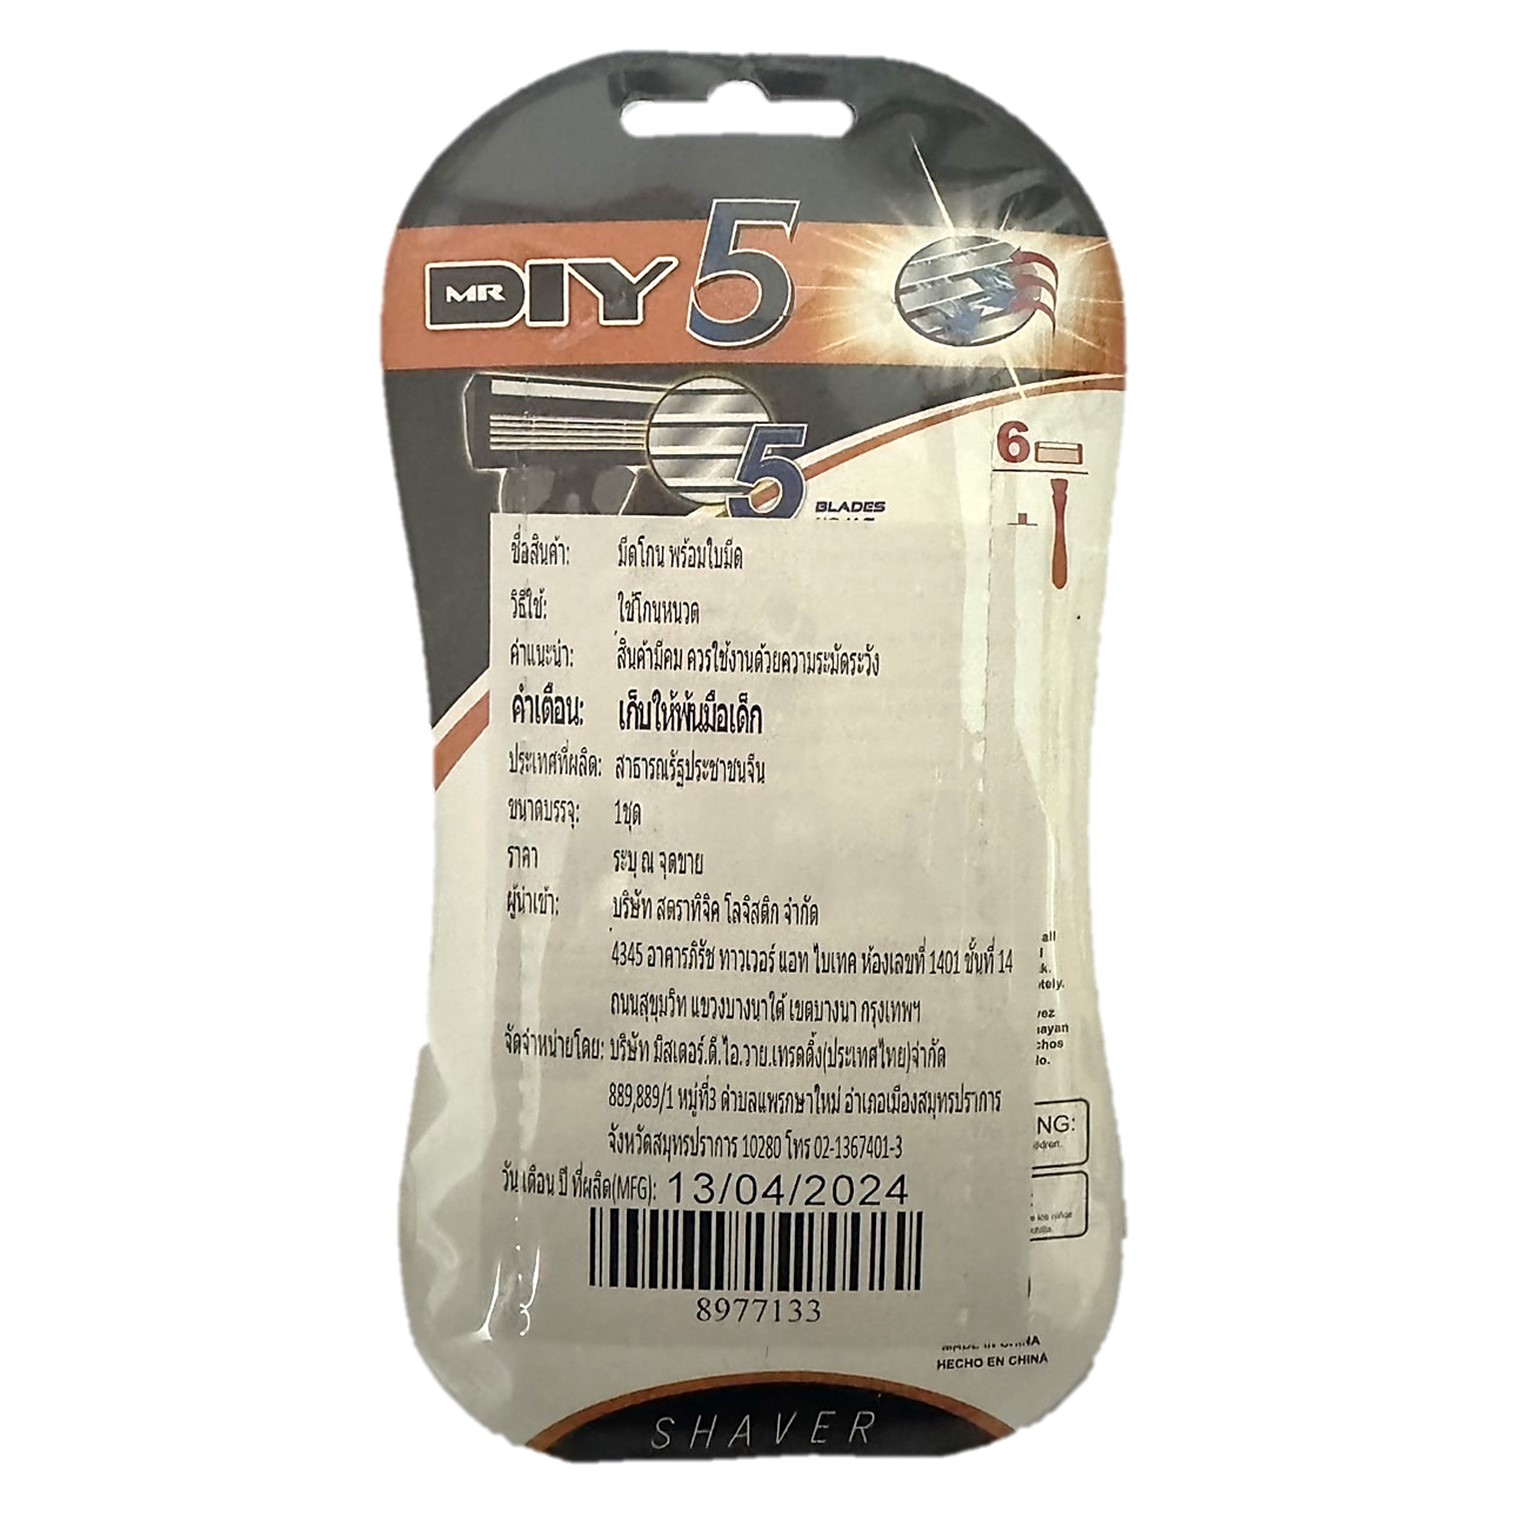 MR DIY 5
6
5
BLADES
ชื่อสินค้า: มีดโกน พร้อมใบมีด
วิธีใช้: ใช้โกนหนวด
คำแนะนำ: สินค้ามีคม ควรใช้งานด้วยความระมัดระวัง
คำเตือน: เก็บให้พ้นมือเด็ก
ประเทศที่ผลิต: สาธารณรัฐประชาชนจีน
ขนาดบรรจุ: 1ชุด
ราคา ระบุ ณ จุดขาย
ผู้นำเข้า: บริษัท สตราทิจิค โลจิสติก จำกัด
all
4345 อาคารภิรัช ทาวเวอร์ แอท ไบเทค ห้องเลขที่ 1401 ชั้นที่ 14
ถนนสุขุมวิท แขวงบางนาใต้ เขตบางนา กรุงเทพฯ
จัดจำหน่ายโดย: บริษัท มิสเตอร์.ดี.ไอ.วาย.เทรดดิ้ง(ประเทศไทย)จำกัด
889,889/1 หมู่ที่3 ตำบลแพรกษาใหม่ อำเภอเมืองสมุทรปราการ
NG:
จังหวัดสมุทรปราการ 10280 โทร 02-1367401-3
วัน เดือน ปี ที่ผลิต(MFG): 13/04/2024
8977133
MADE IN CHINA
HECHO EN CHINA
SHAVER